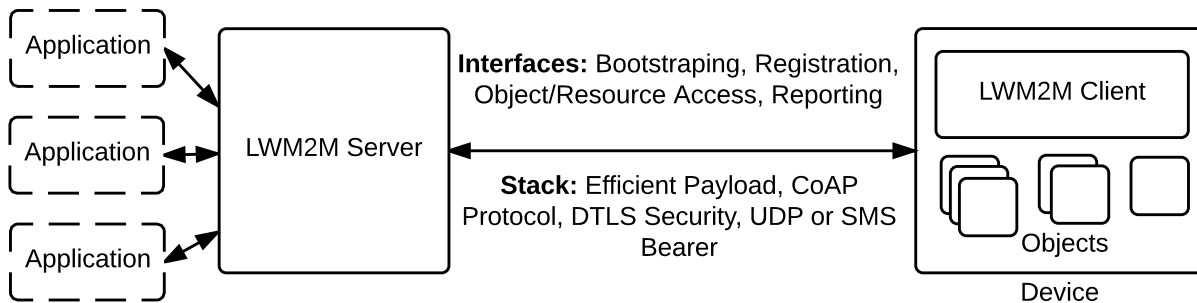 Application
Application
Application
LWM2M Server
Interfaces: Bootstraping, Registration,
Object/Resource Access, Reporting
Stack: Efficient Payload, CoAP
Protocol, DTLS Security, UDP or SMS
Bearer
LWM2M Client
Objects
Device